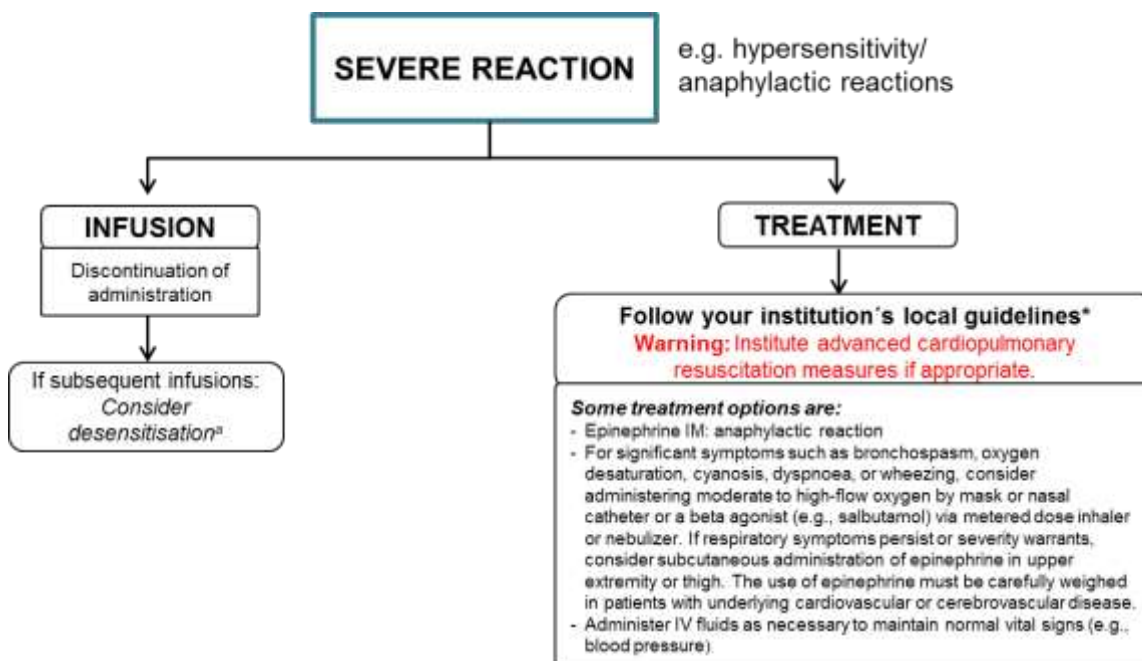 SEVERE REACTION
e.g. hypersensitivity/
anaphylactic reactions
INFUSION
Discontinuation of
administration
If subsequent infusions:
Consider
desensitisationª
TREATMENT
Follow your institution´s local guidelines*
Warning: Institute advanced cardiopulmonary
resuscitation measures if appropriate.
Some treatment options are:
- Epinephrine IM: anaphylactic reaction
- For significant symptoms such as bronchospasm, oxygen
desaturation, cyanosis, dyspnoea, or wheezing, consider
administering moderate to high-flow oxygen by mask or nasal
catheter or a beta agonist (e.g., salbutamol) via metered dose inhaler
or nebulizer. If respiratory symptoms persist or severity warrants,
consider subcutaneous administration of epinephrine in upper
extremity or thigh. The use of epinephrine must be carefully weighed
in patients with underlying cardiovascular or cerebrovascular disease.
- Administer IV fluids as necessary to maintain normal vital signs (e.g.,
blood pressure).